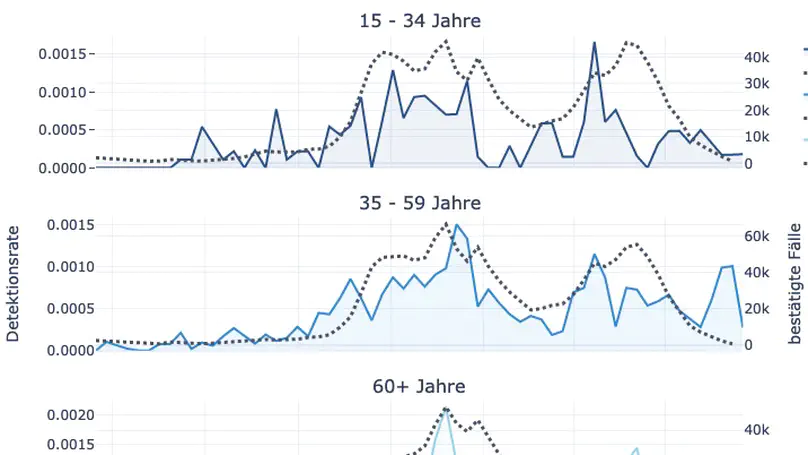 15 - 34 Jahre
0.0015
0.0010
0.0005
0.0000
40k
30k
20k
10k
0
35 - 59 Jahre
0.0015
0.0010
0.0005
0.0000
60k
40k
20k
0
Detektionsrate
bestätigte Fälle
60+ Jahre
0.0020
0.0015
40k